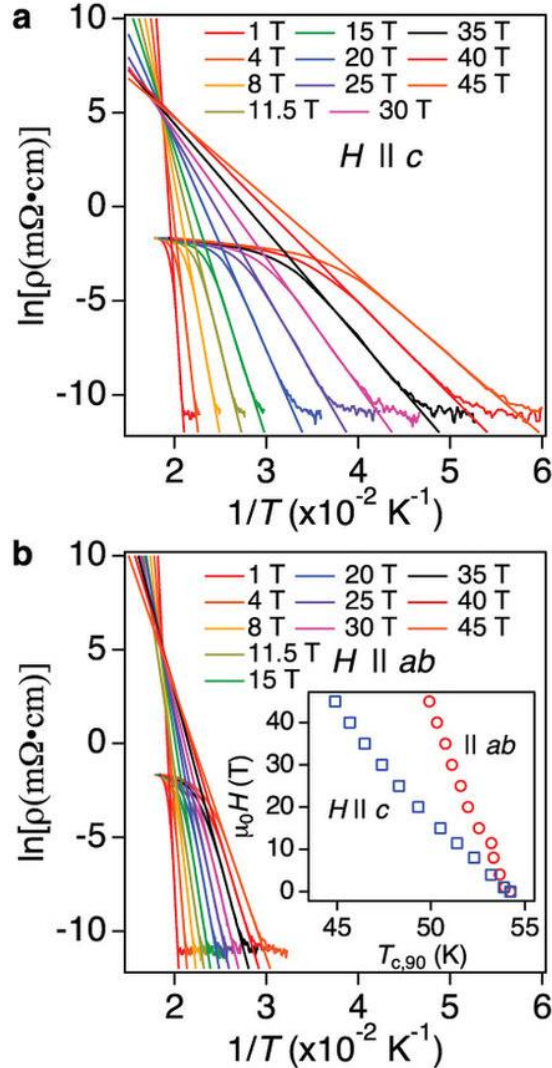 a
1 T 15 T 35 T
4 T 20 T 40 T
8 T 25 T 45 T
11.5 T 30 T
H || c
10
5
0
-5
-10
ln[ρ(mΩ•cm)]
2 3 4 5 6
1/T (x10⁻² K⁻¹)
b
1 T 20 T 35 T
4 T 25 T 40 T
8 T 30 T 45 T
11.5 T
15 T
H || ab
10
5
0
-5
-10
ln[ρ(mΩ•cm)]
|| ab
H || c
40
30
20
10
0
μ₀H (T)
45 50 55
T c,90 (K)
2 3 4 5 6
1/T (x10⁻² K⁻¹)